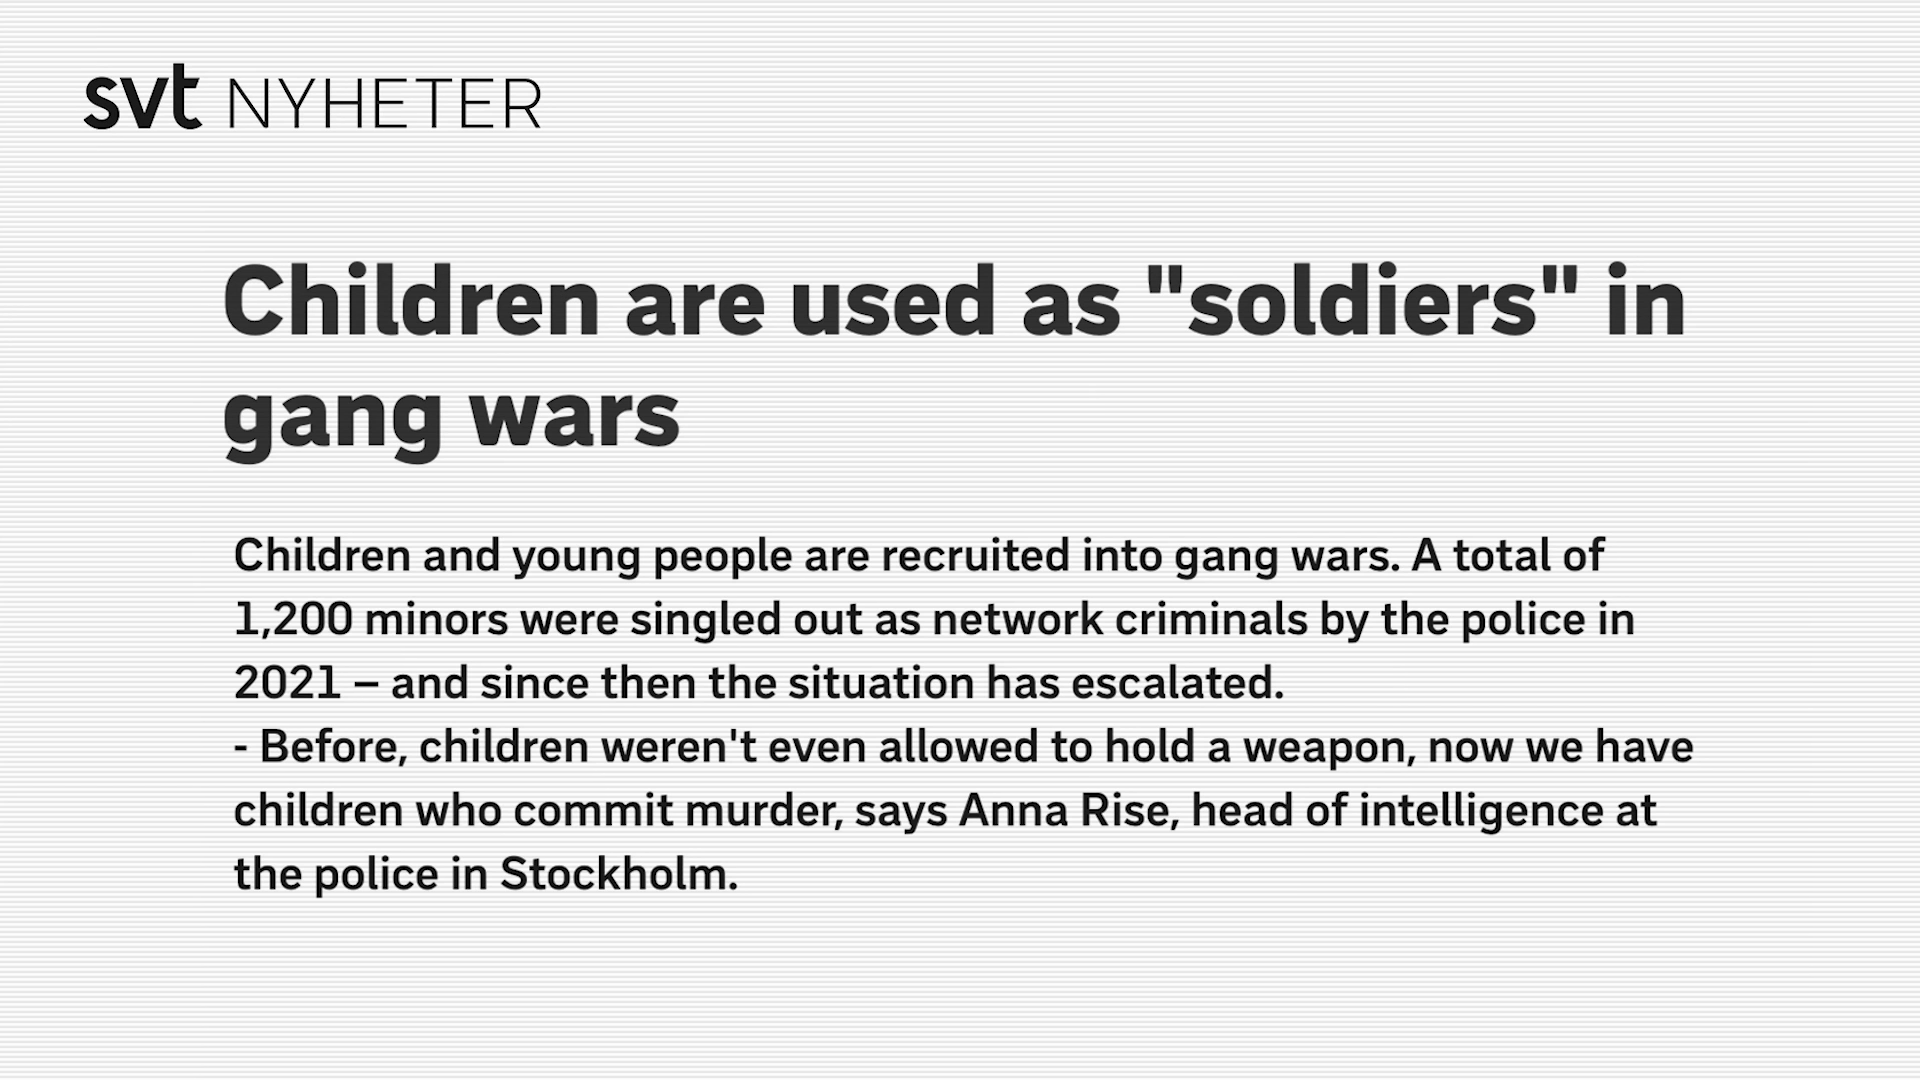 svt NYHETER
Children are used as "soldiers" in
gang wars
Children and young people are recruited into gang wars. A total of
1,200 minors were singled out as network criminals by the police in
2021 – and since then the situation has escalated.
- Before, children weren't even allowed to hold a weapon, now we have
children who commit murder, says Anna Rise, head of intelligence at
the police in Stockholm.